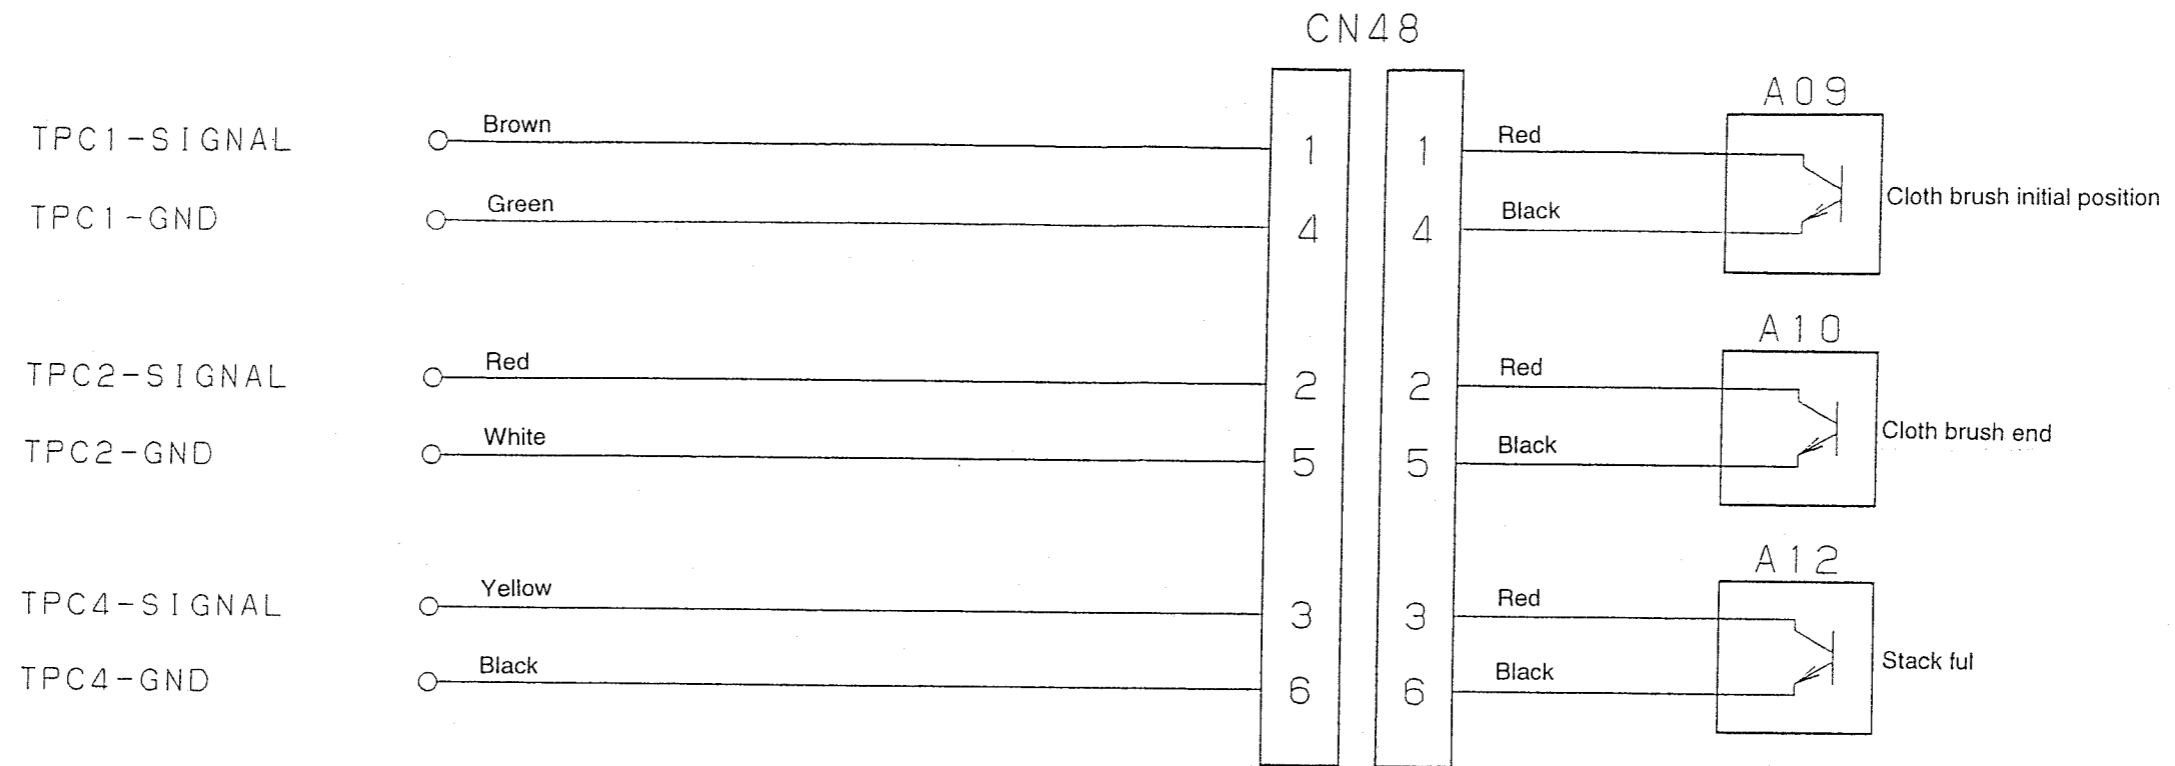 CN48
A09
TPC1-SIGNAL Brown 1 1 Red
Cloth brush initial position
TPC1-GND Green 4 4 Black
A10
TPC2-SIGNAL Red 2 2 Red
Cloth brush end
TPC2-GND White 5 5 Black
A12
TPC4-SIGNAL Yellow 3 3 Red
Stack ful
TPC4-GND Black 6 6 Black